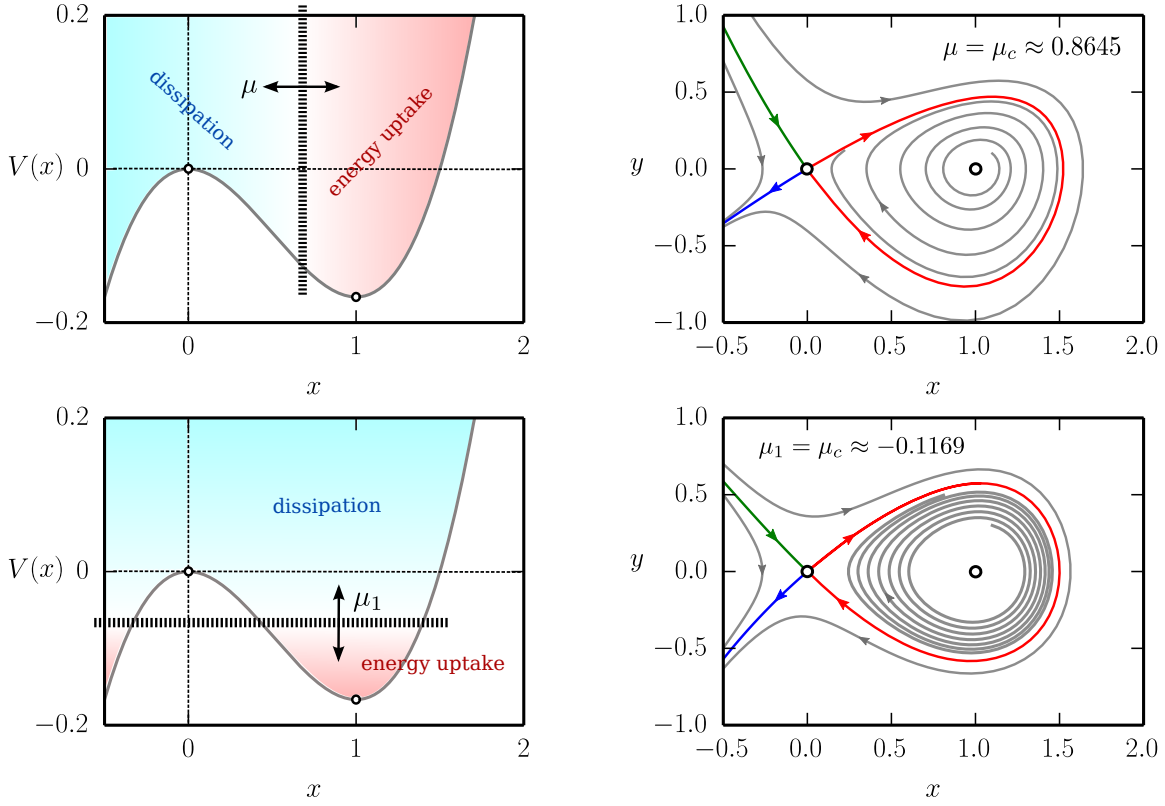 0.2
dissipation
μ
energy uptake
V(x) 0
−0.2
0 1 2
x
1.0
μ = μc ≈ 0.8645
0.5
y 0.0
−0.5
−1.0
−0.5 0.0 0.5 1.0 1.5 2.0
x
0.2
dissipation
V(x) 0
μ1
energy uptake
−0.2
0 1 2
x
1.0
μ1 = μc ≈ −0.1169
0.5
y 0.0
−0.5
−1.0
−0.5 0.0 0.5 1.0 1.5 2.0
x